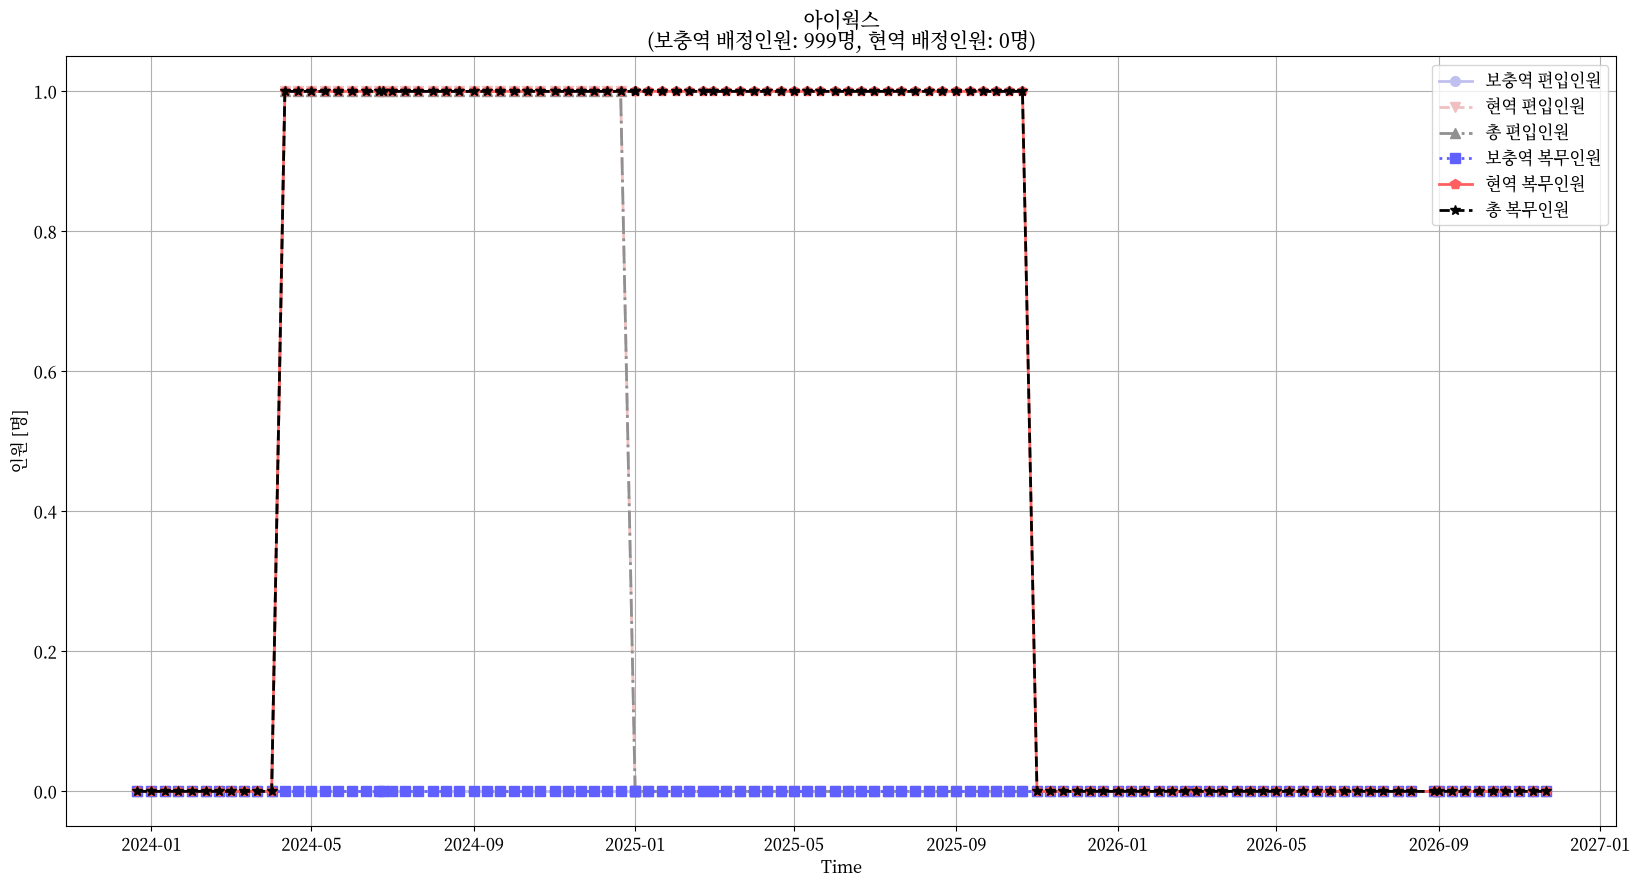 아이웍스
(보충역 배정인원: 999명, 현역 배정인원: 0명)
보충역 편입인원
현역 편입인원
총 편입인원
보충역 복무인원
현역 복무인원
총 복무인원
인원 [명]
1.0
0.8
0.6
0.4
0.2
0.0
2024-01 2024-05 2024-09 2025-01 2025-05 2025-09 2026-01 2026-05 2026-09 2027-01
Time